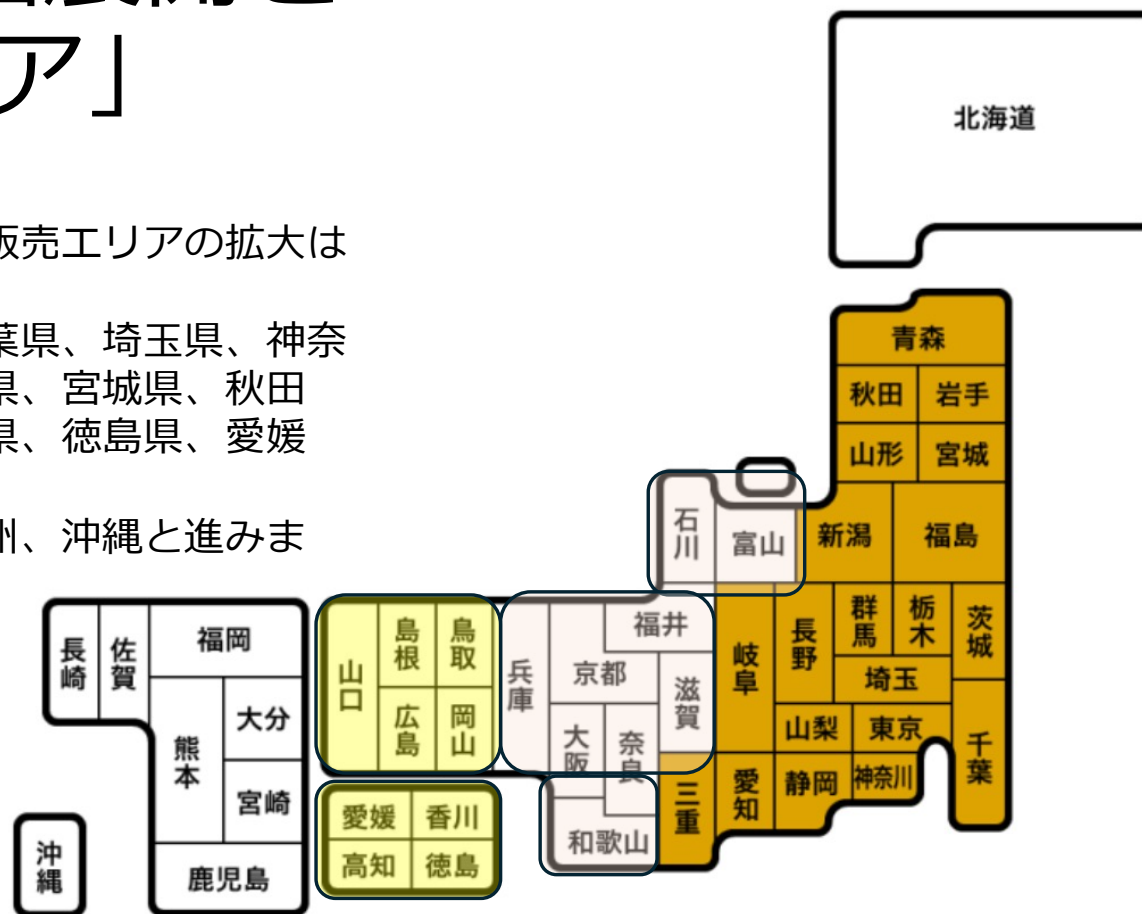 ア」
販売エリアの拡大は
葉県、埼玉県、神奈
県、宮城県、秋田
県、徳島県、愛媛
州、沖縄と進みま
北海道
青森
秋田
岩手
山形
宮城
石川
富山
新潟
福島
福井
岐阜
長野
群馬
栃木
茨城
埼玉
長崎
佐賀
福岡
山口
島根
鳥取
兵庫
京都
滋賀
大分
広島
岡山
大阪
奈良
山梨
東京
千葉
熊本
宮崎
愛媛
香川
三重
愛知
静岡
神奈川
沖縄
鹿児島
高知
徳島
和歌山